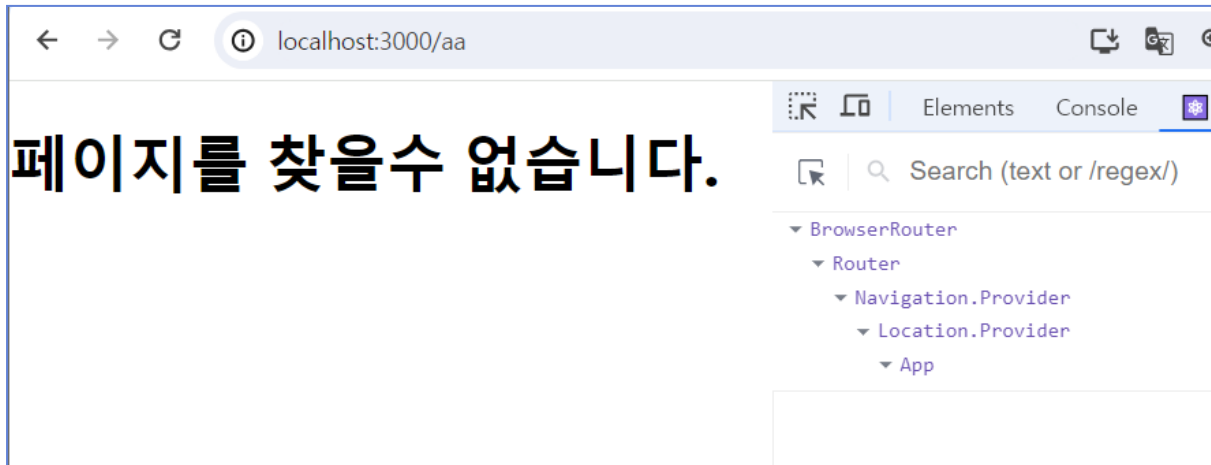 localhost:3000/aa
Elements Console
페이지를 찾을수 없습니다.
Search (text or /regex/)
BrowserRouter
Router
Navigation.Provider
Location.Provider
App